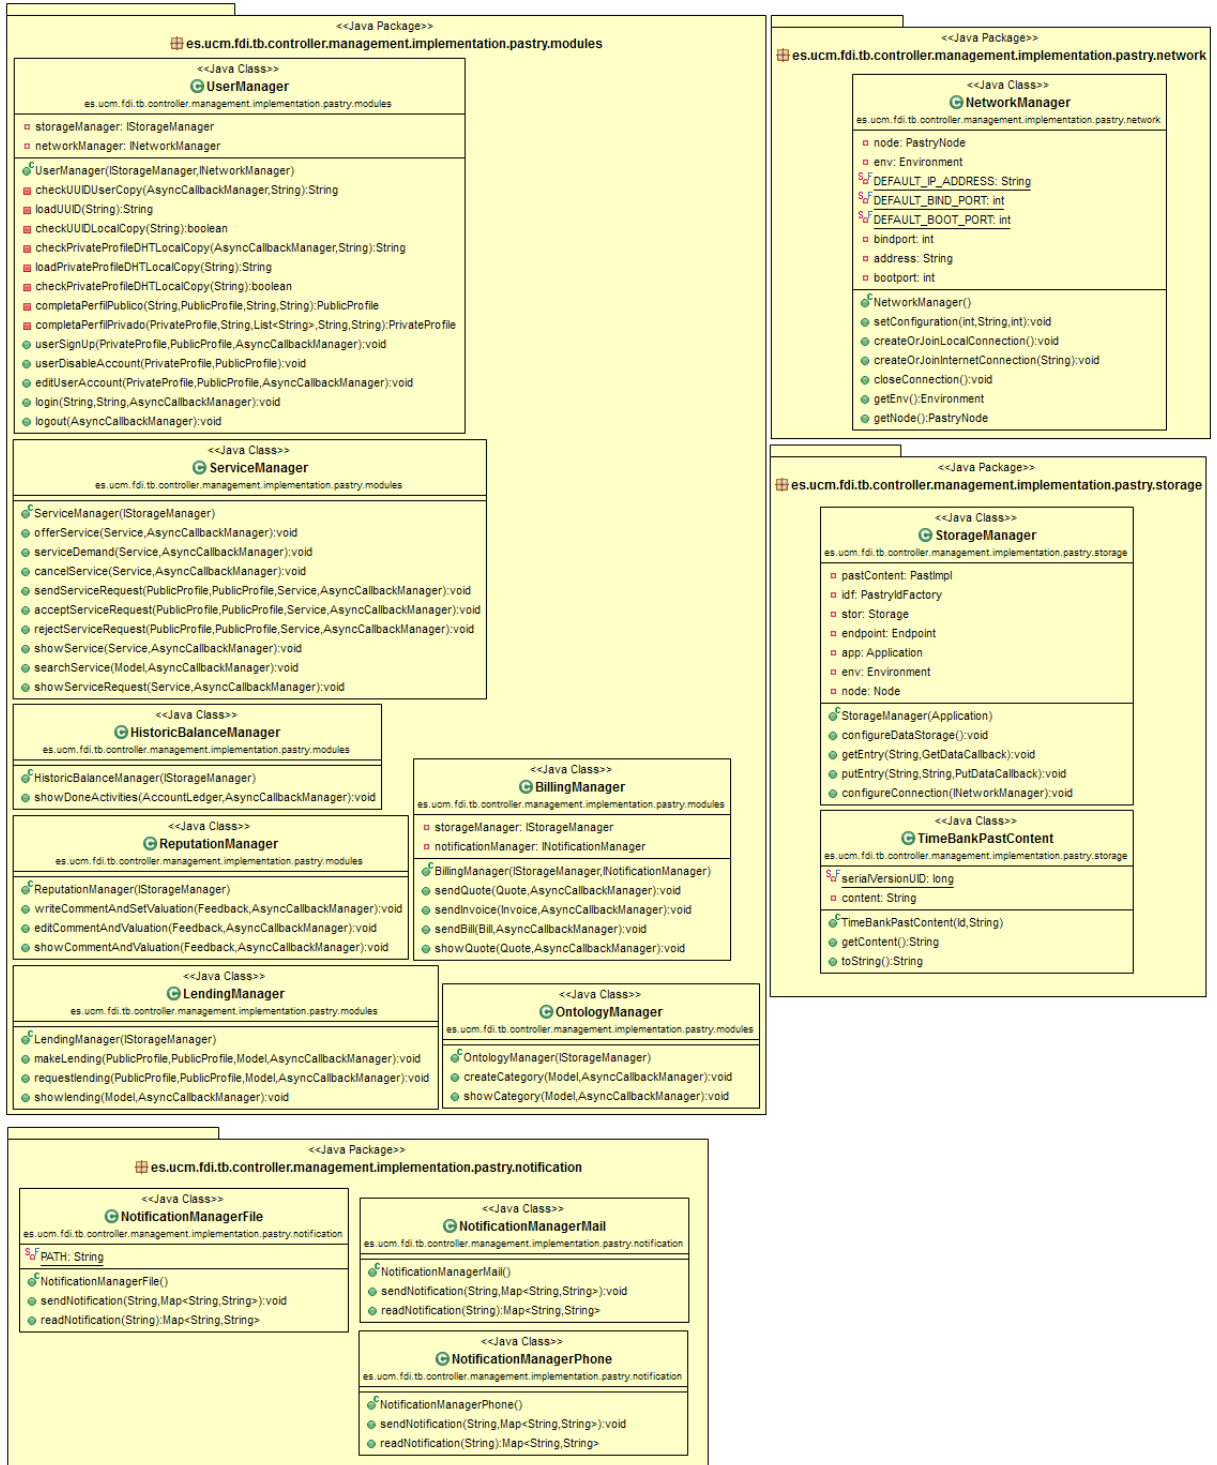 <<Java Package>>
es.ucm.fdi.tb.controller.management.implementation.pastry.modules
<<Java Class>>
UserManager
es.ucm.fdi.tb.controller.management.implementation.pastry.modules
storageManager: IStorageManager
networkManager: INetworkManager
UserManager(IStorageManager,INetworkManager)
checkUUIDUserCopy(AsyncCallbackManager,String):String
loadUUID(String):String
checkUUIDLocalCopy(String):boolean
checkPrivateProfileDHTLocalCopy(AsyncCallbackManager,String):String
loadPrivateProfileDHTLocalCopy(String):String
checkPrivateProfileDHTLocalCopy(String):boolean
completaPerfilPublico(String,PublicProfile,String,String):PublicProfile
completaPerfilPrivado(PrivateProfile,String,List<String>,String,String):PrivateProfile
userSignUp(PrivateProfile,PublicProfile,AsyncCallbackManager):void
userDisableAccount(PrivateProfile,PublicProfile):void
editUserAccount(PrivateProfile,PublicProfile,AsyncCallbackManager):void
login(String,String,AsyncCallbackManager):void
logout(AsyncCallbackManager):void
<<Java Class>>
ServiceManager
es.ucm.fdi.tb.controller.management.implementation.pastry.modules
ServiceManager(IStorageManager)
offerService(Service,AsyncCallbackManager):void
serviceDemand(Service,AsyncCallbackManager):void
cancelService(Service,AsyncCallbackManager):void
sendServiceRequest(PublicProfile,PublicProfile,Service,AsyncCallbackManager):void
acceptServiceRequest(PublicProfile,PublicProfile,Service,AsyncCallbackManager):void
rejectServiceRequest(PublicProfile,PublicProfile,Service,AsyncCallbackManager):void
showService(Service,AsyncCallbackManager):void
searchService(Model,AsyncCallbackManager):void
showServiceRequest(Service,AsyncCallbackManager):void
<<Java Class>>
HistoricBalanceManager
es.ucm.fdi.tb.controller.management.implementation.pastry.modules
HistoricBalanceManager(IStorageManager)
showDoneActivities(AccountLedger,AsyncCallbackManager):void
<<Java Class>>
BillingManager
es.ucm.fdi.tb.controller.management.implementation.pastry.modules
storageManager: IStorageManager
notificationManager: INotificationManager
BillingManager(IStorageManager,INotificationManager)
sendQuote(Quote,AsyncCallbackManager):void
sendInvoice(Invoice,AsyncCallbackManager):void
sendBill(Bill,AsyncCallbackManager):void
showQuote(Quote,AsyncCallbackManager):void
<<Java Class>>
ReputationManager
es.ucm.fdi.tb.controller.management.implementation.pastry.modules
ReputationManager(IStorageManager)
writeCommentAndSetValuation(Feedback,AsyncCallbackManager):void
editCommentAndValuation(Feedback,AsyncCallbackManager):void
showCommentAndValuation(Feedback,AsyncCallbackManager):void
<<Java Class>>
LendingManager
es.ucm.fdi.tb.controller.management.implementation.pastry.modules
LendingManager(IStorageManager)
makeLending(PublicProfile,PublicProfile,Model,AsyncCallbackManager):void
requestlending(PublicProfile,PublicProfile,Model,AsyncCallbackManager):void
showlending(Model,AsyncCallbackManager):void
<<Java Class>>
OntologyManager
es.ucm.fdi.tb.controller.management.implementation.pastry.modules
OntologyManager(IStorageManager)
createCategory(Model,AsyncCallbackManager):void
showCategory(Model,AsyncCallbackManager):void
<<Java Package>>
es.ucm.fdi.tb.controller.management.implementation.pastry.network
<<Java Class>>
NetworkManager
es.ucm.fdi.tb.controller.management.implementation.pastry.network
node: PastryNode
env: Environment
DEFAULT_IP_ADDRESS: String
DEFAULT_BIND_PORT: int
DEFAULT_BOOT_PORT: int
bindport: int
address: String
bootport: int
NetworkManager()
setConfiguration(int,String,int):void
createOrJoinLocalConnection():void
createOrJoinInternetConnection(String):void
closeConnection():void
getEnv():Environment
getNode():PastryNode
<<Java Package>>
es.ucm.fdi.tb.controller.management.implementation.pastry.storage
<<Java Class>>
StorageManager
es.ucm.fdi.tb.controller.management.implementation.pastry.storage
pastContent: PastImpl
idf: PastryIdFactory
stor: Storage
endpoint: Endpoint
app: Application
env: Environment
node: Node
StorageManager(Application)
configureDataStorage():void
getEntry(String,GetDataCallback):void
putEntry(String,String,PutDataCallback):void
configureConnection(INetworkManager):void
<<Java Class>>
TimeBankPastContent
es.ucm.fdi.tb.controller.management.implementation.pastry.storage
serialVersionUID: long
content: String
TimeBankPastContent(Id,String)
getContent():String
toString():String
<<Java Package>>
es.ucm.fdi.tb.controller.management.implementation.pastry.notification
<<Java Class>>
NotificationManagerFile
es.ucm.fdi.tb.controller.management.implementation.pastry.notification
PATH: String
NotificationManagerFile()
sendNotification(String,Map<String,String>):void
readNotification(String):Map<String,String>
<<Java Class>>
NotificationManagerMail
es.ucm.fdi.tb.controller.management.implementation.pastry.notification
NotificationManagerMail()
sendNotification(String,Map<String,String>):void
readNotification(String):Map<String,String>
<<Java Class>>
NotificationManagerPhone
es.ucm.fdi.tb.controller.management.implementation.pastry.notification
NotificationManagerPhone()
sendNotification(String,Map<String,String>):void
readNotification(String):Map<String,String>